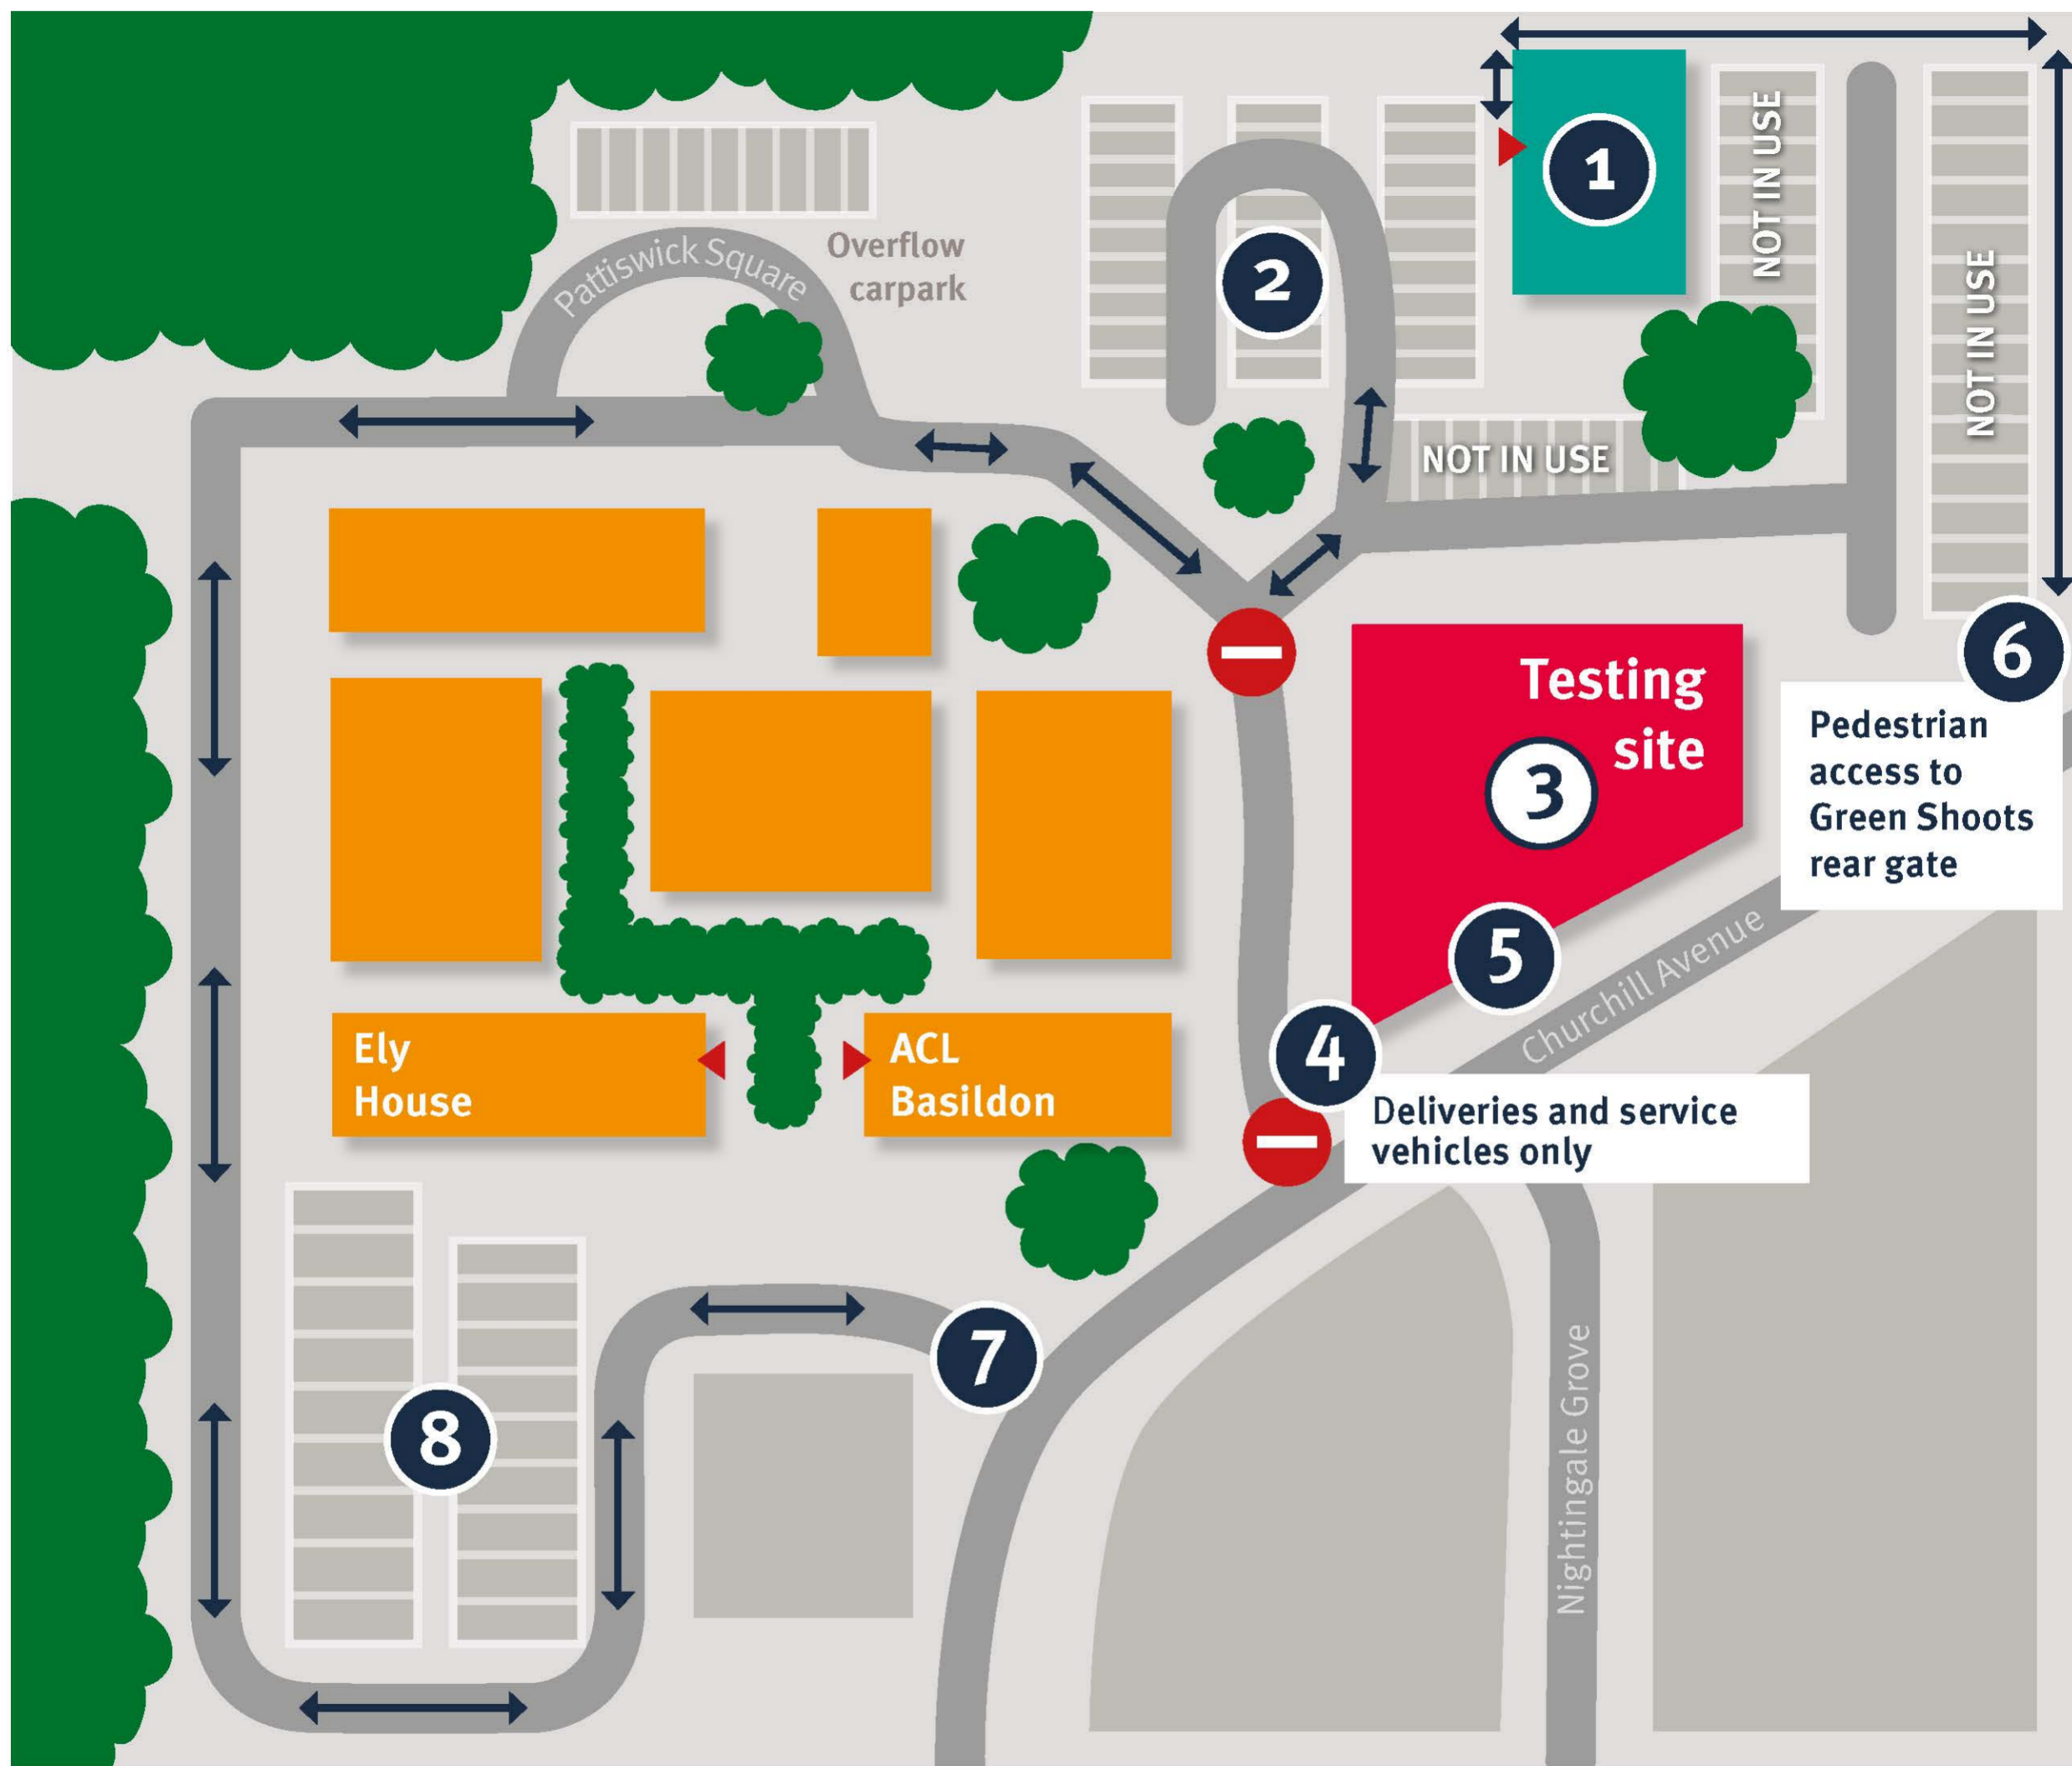 1
NOT IN USE
Pattiswick Square
Overflow
carpark
2
NOT IN USE
NOT IN USE
6
Testing
site
3
Pedestrian
access to
Green Shoots
rear gate
5
Churchill Avenue
4
Ely
House
ACL
Basildon
Deliveries and service
vehicles only
7
8
Nightingale Grove